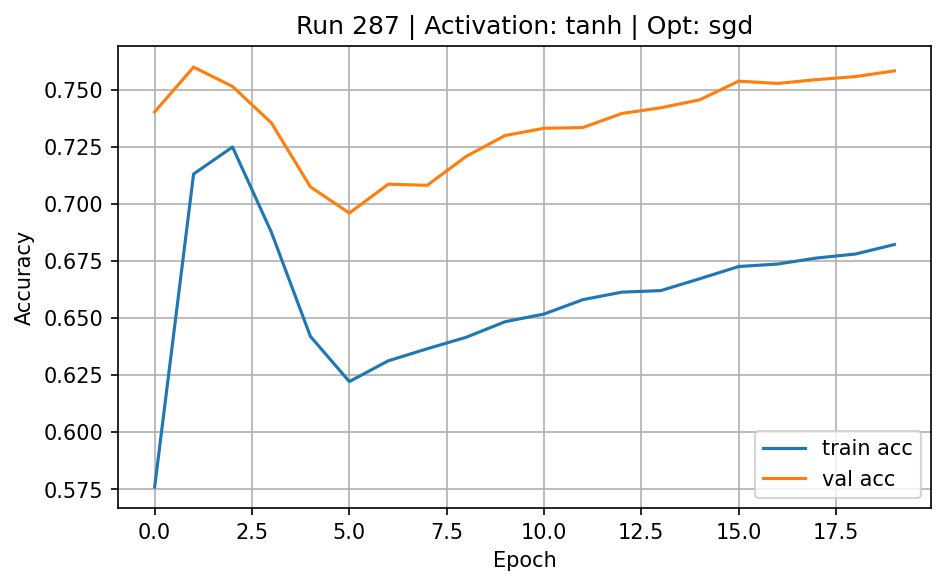 Run 287 | Activation: tanh | Opt: sgd
0.750
0.725
0.700
0.675
0.650
0.625
0.600
0.575
Accuracy
train acc
val acc
0.0 2.5 5.0 7.5 10.0 12.5 15.0 17.5
Epoch